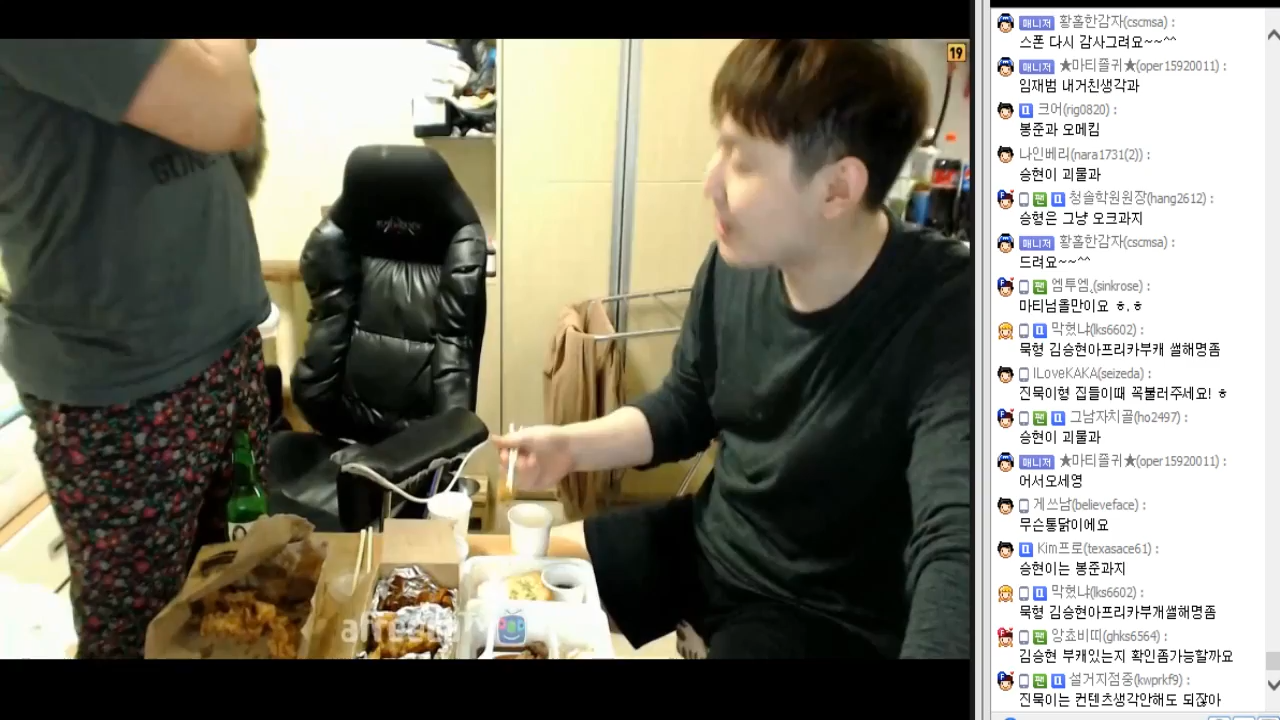 19
afreeca
매니저 황홀한감자(cscmsa) :
스폰 다시 감사그려요~~^^
매니저 ★마티쫄귀★(oper15920011) :
임재범 내거친생각과
크어(rig0820) :
봉준과 오메킴
나인베리(nara1731(2)) :
승현이 괴물과
팬 청솔학원원장(hang2612) :
승형은 그냥 오크과지
매니저 황홀한감자(cscmsa) :
드려요~~^^
팬 엠투엠.(sinkrose) :
마티님올만이요 ㅎ.ㅎ
막혔냐(lks6602) :
묵형 김승현아프리카부캐 썰해명좀
ILoveKAKA(seizeda) :
진묵이형 집들이때 꼭불러주세요! ㅎ
팬 그남자치골(ho2497) :
승현이 괴물과
매니저 ★마티쫄귀★(oper15920011) :
어서오세영
게쓰남(believeface) :
무슨통닭이에요
Kim프로(texasace61) :
승현이는 봉준과지
막혔냐(lks6602) :
묵형 김승현아프리카부개썰해명좀
팬 앙쵸비띠(ghks6564) :
김승현 부캐있는지 확인좀가능할까요
팬 설거지점중(kwprkf9) :
진묵이는 컨텐츠생각안해도 되잖아